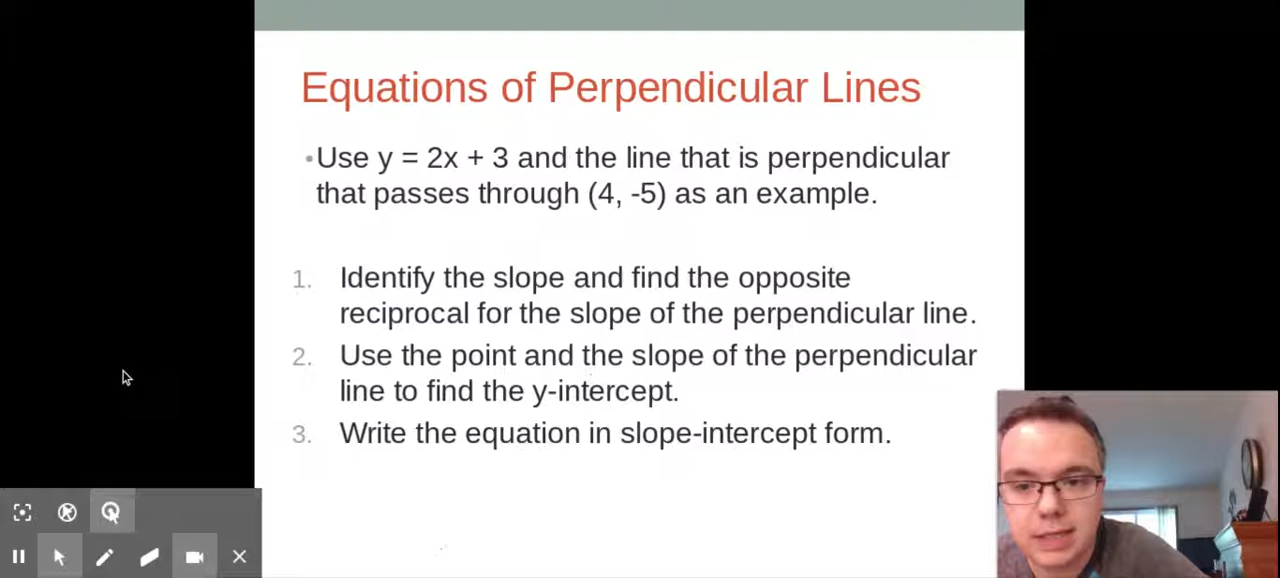 Equations of Perpendicular Lines
•Use y = 2x + 3 and the line that is perpendicular
that passes through (4, -5) as an example.
1. Identify the slope and find the opposite
reciprocal for the slope of the perpendicular line.
2. Use the point and the slope of the perpendicular
line to find the y-intercept.
3. Write the equation in slope-intercept form.